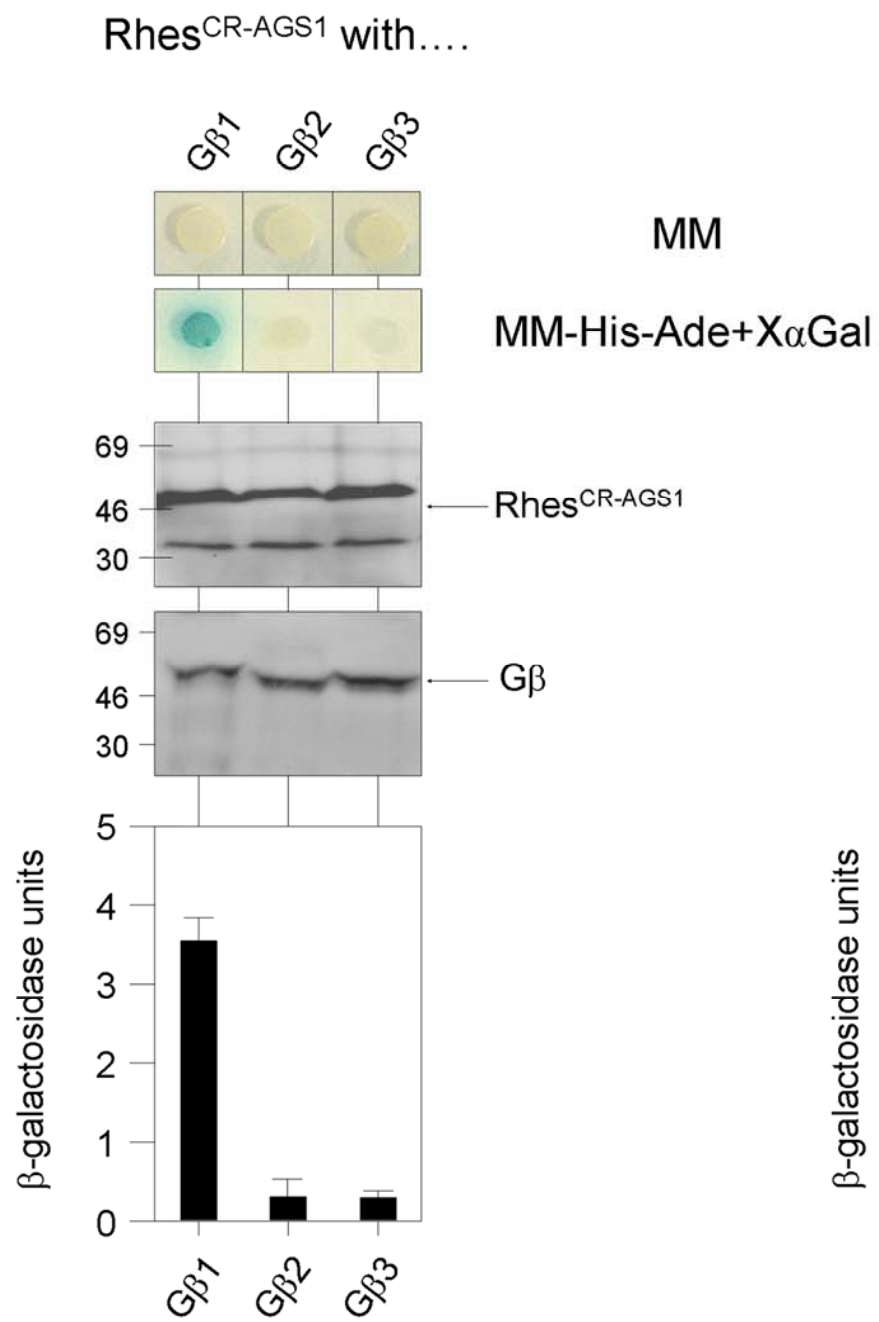 Rhes^CR-AGS1 with....
Gβ1 Gβ2 Gβ3
MM
MM-His-Ade+XαGal
69
46
30
Rhes^CR-AGS1
69
46
30
Gβ
β-galactosidase units
5
4
3
2
1
0
Gβ1 Gβ2 Gβ3
β-galactosidase units